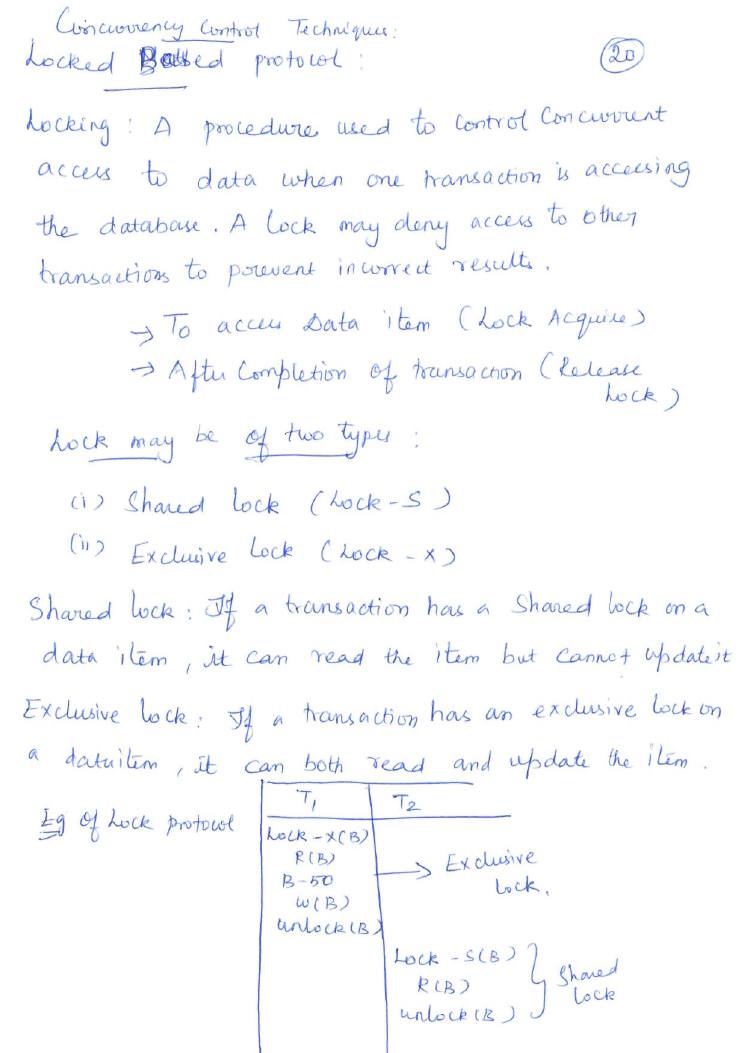 Concurrency Control Techniques:
Locked Based protocol :
20
Locking : A procedure used to control Concurrent
access to data when one transaction is accessing
the database. A lock may deny access to other
transactions to prevent incorrect results.
→ To access Data item (Lock Acquire)
→ After Completion of transaction (Release
Lock)
Lock may be of two types :
(i) Shared lock (Lock-S)
(ii) Exclusive Lock (Lock-X)
Shared lock : If a transaction has a Shared lock on a
data item, it can read the item but cannot update it
Exclusive lock : If a transaction has an exclusive lock on
a dataitem, it can both read and update the item.
Eg of Lock protocol
T1 T2
Lock-X(B)
R(B)
B-50
W(B)
unlock(B)
→ Exclusive
lock.
Lock-S(B)
R(B)
unlock(B)
Shared
lock